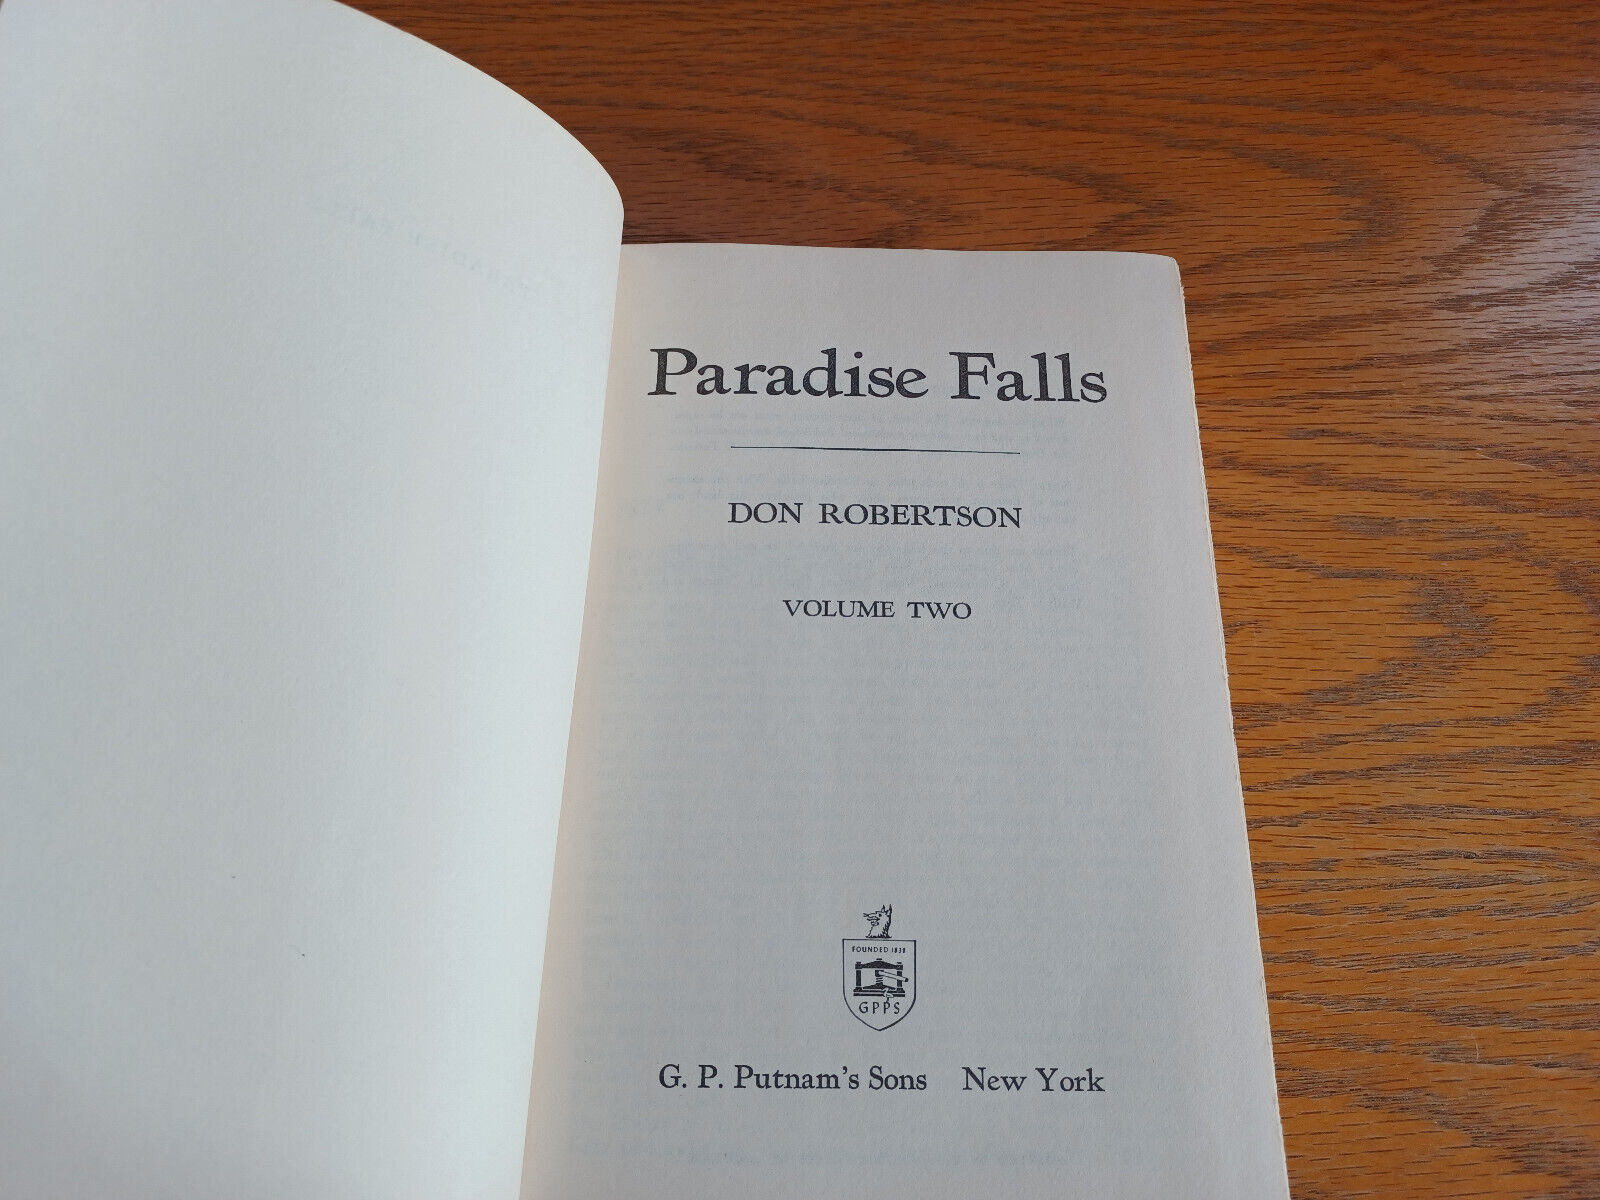 Paradise Falls
DON ROBERTSON
VOLUME TWO
FOUNDED 1838
GPPS
G. P. Putnam's Sons New York